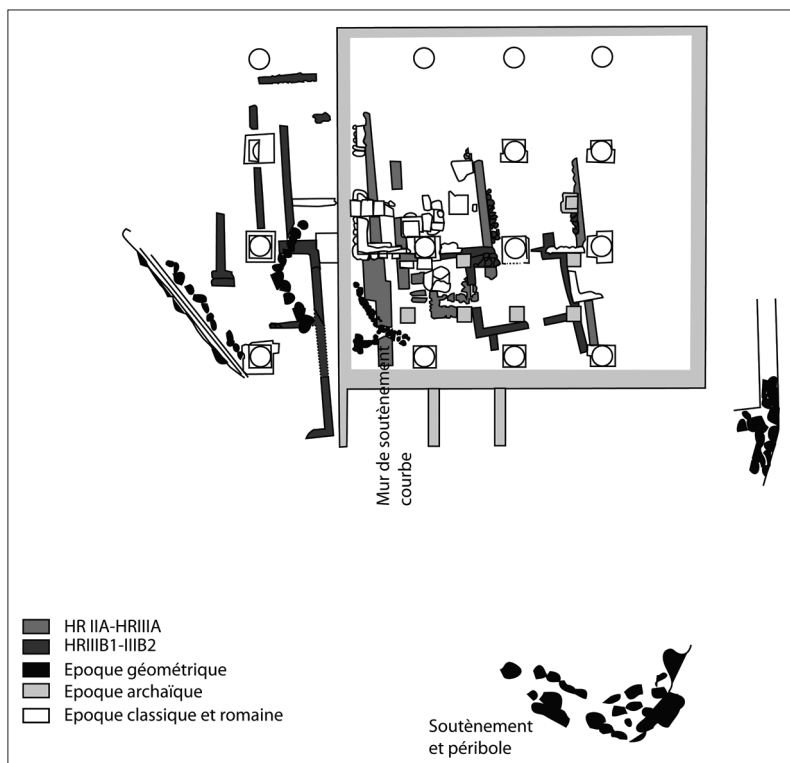 Mur de soutènement
courbe
HR IIA-HRIIIA
HRIIIB1-IIIB2
Epoque géométrique
Epoque archaïque
Epoque classique et romaine
Soutènement
et péribole